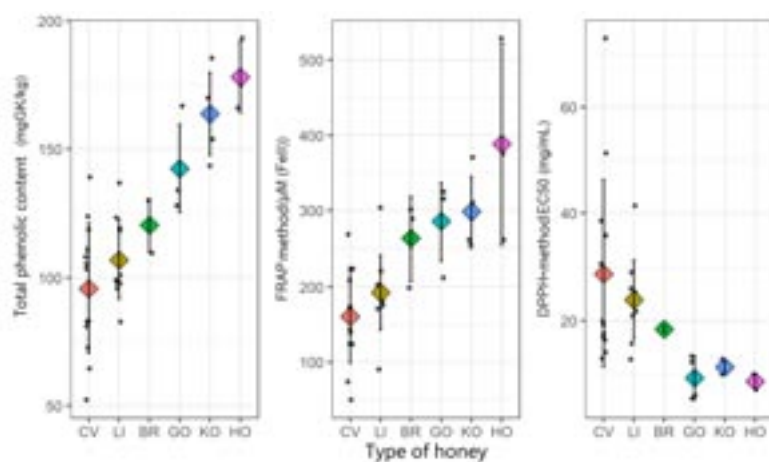 Total phenolic content (mgGK/kg)
200
150
100
50
CV LI BR GO KO HO
FRAP method/µM (FeII))
500
400
300
200
100
CV LI BR GO KO HO
DPPH-method EC50 (mg/mL)
60
40
20
CV LI BR GO KO HO
Type of honey